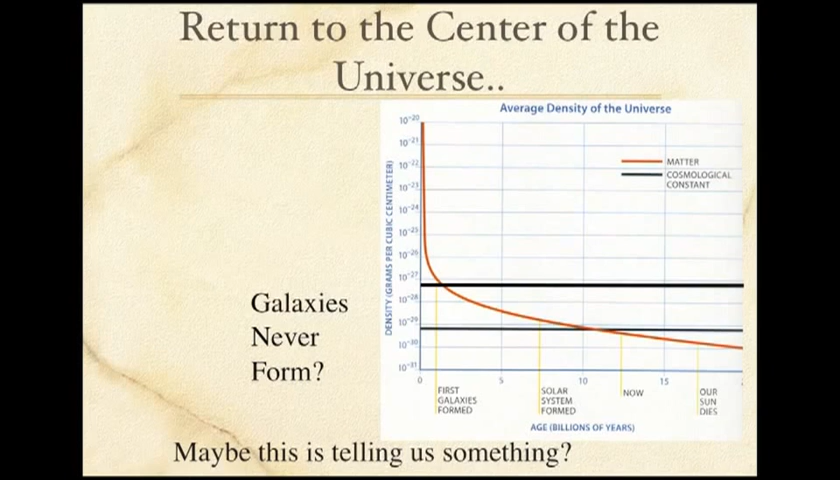 Return to the Center of the
Universe..
Average Density of the Universe
DENSITY (GRAMS PER CUBIC CENTIMETER)
10⁻²⁰
10⁻²¹
10⁻²²
10⁻²³
10⁻²⁴
10⁻²⁵
10⁻²⁶
10⁻²⁷
10⁻²⁸
10⁻²⁹
10⁻³⁰
10⁻³¹
MATTER
COSMOLOGICAL
CONSTANT
0 5 10 15
FIRST
GALAXIES
FORMED
SOLAR
SYSTEM
FORMED
NOW
OUR
SUN
DIES
AGE (BILLIONS OF YEARS)
Galaxies
Never
Form?
Maybe this is telling us something?